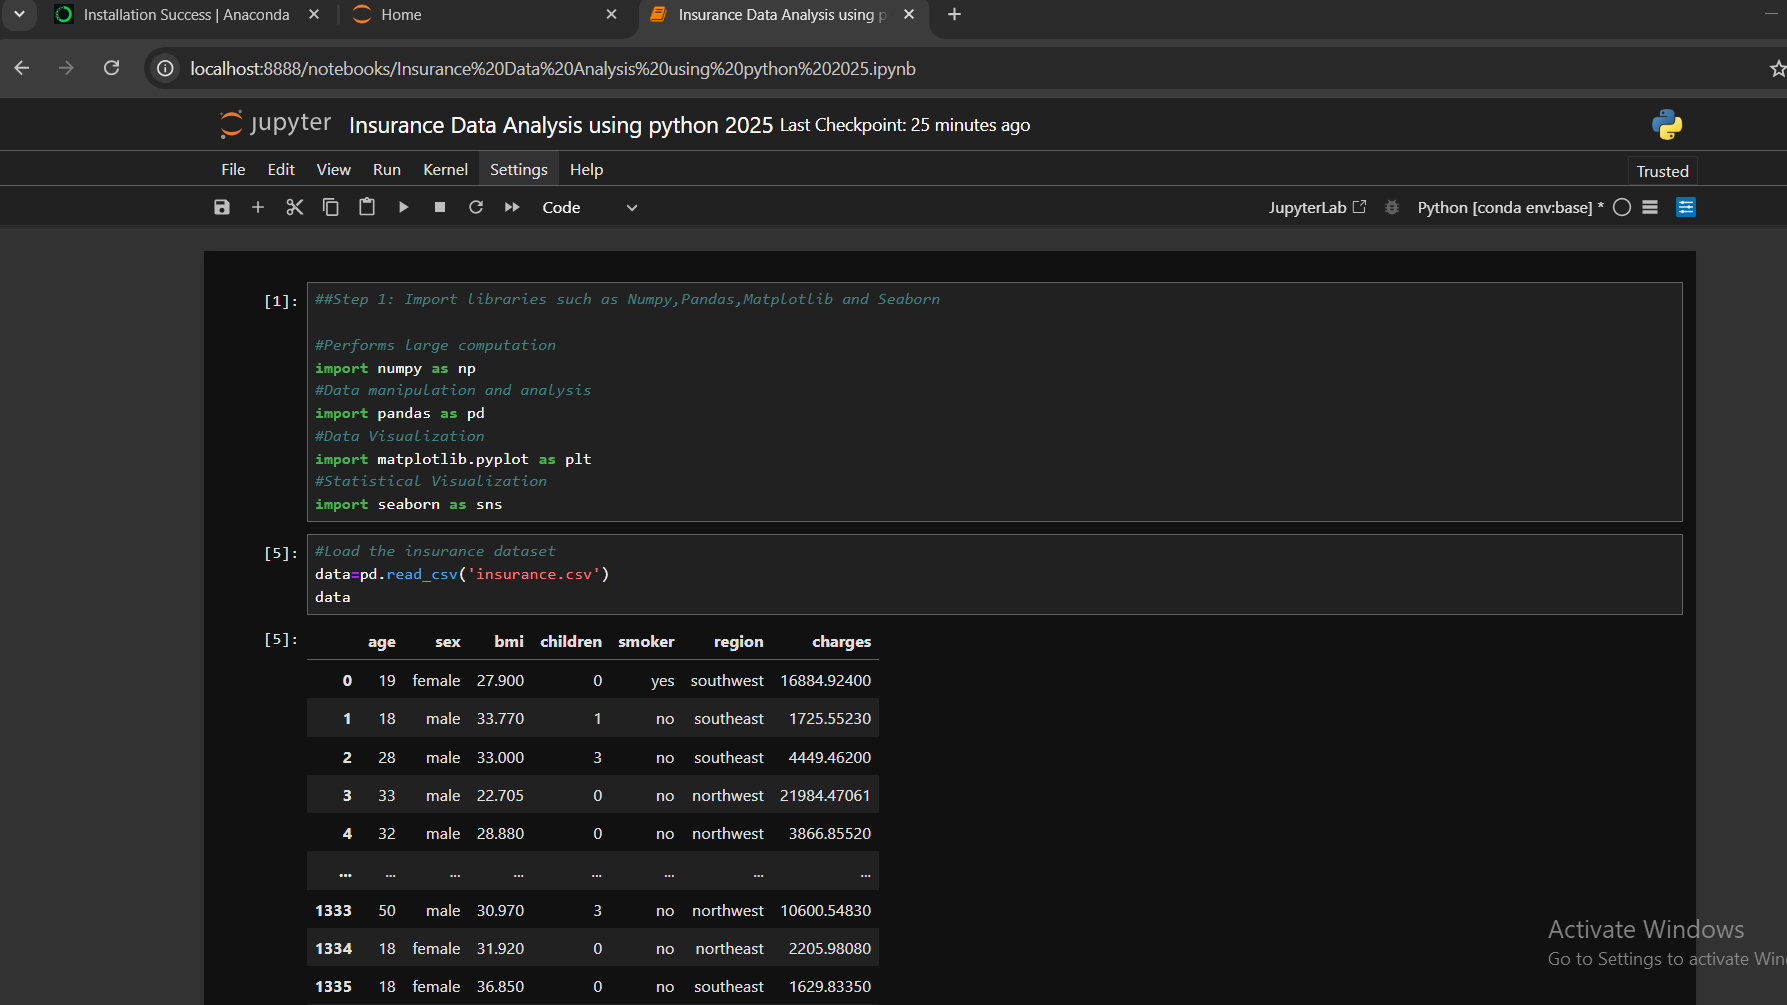 Installation Success | Anaconda
Home
Insurance Data Analysis using p
localhost:8888/notebooks/Insurance%20Data%20Analysis%20using%20python%202025.ipynb
jupyter Insurance Data Analysis using python 2025 Last Checkpoint: 25 minutes ago
File Edit View Run Kernel Settings Help Trusted
Code JupyterLab Python [conda env:base] *
[1]: ##Step 1: Import libraries such as Numpy,Pandas,Matplotlib and Seaborn
#Performs large computation
import numpy as np
#Data manipulation and analysis
import pandas as pd
#Data Visualization
import matplotlib.pyplot as plt
#Statistical Visualization
import seaborn as sns
[5]: #Load the insurance dataset
data=pd.read_csv('insurance.csv')
data
[5]: age sex bmi children smoker region charges
0 19 female 27.900 0 yes southwest 16884.92400
1 18 male 33.770 1 no southeast 1725.55230
2 28 male 33.000 3 no southeast 4449.46200
3 33 male 22.705 0 no northwest 21984.47061
4 32 male 28.880 0 no northwest 3866.85520
... ... ... ... ... ... ... ...
1333 50 male 30.970 3 no northwest 10600.54830
1334 18 female 31.920 0 no northeast 2205.98080
1335 18 female 36.850 0 no southeast 1629.83350
Activate Windows
Go to Settings to activate Win